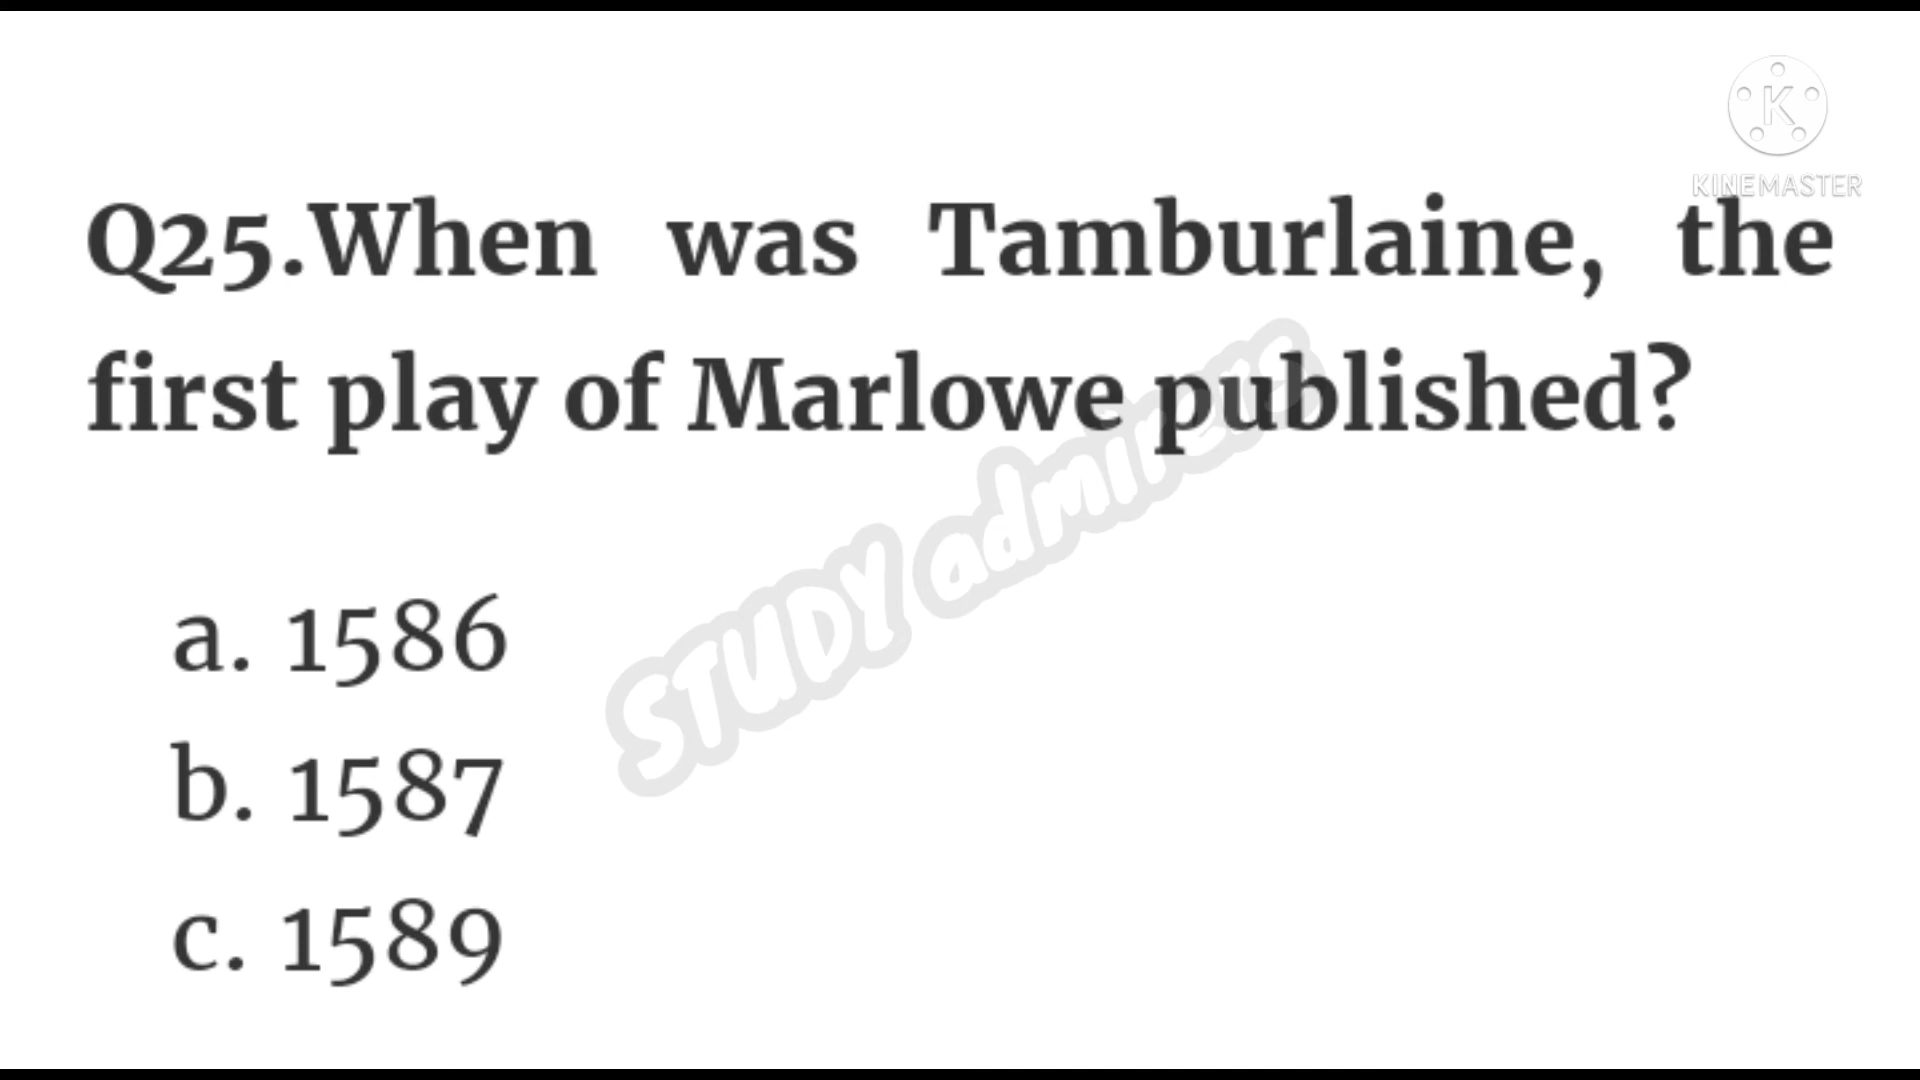 KINEMASTER
Q25.When was Tamburlaine, the
first play of Marlowe published?
STUDY admirers
a. 1586
b. 1587
c. 1589